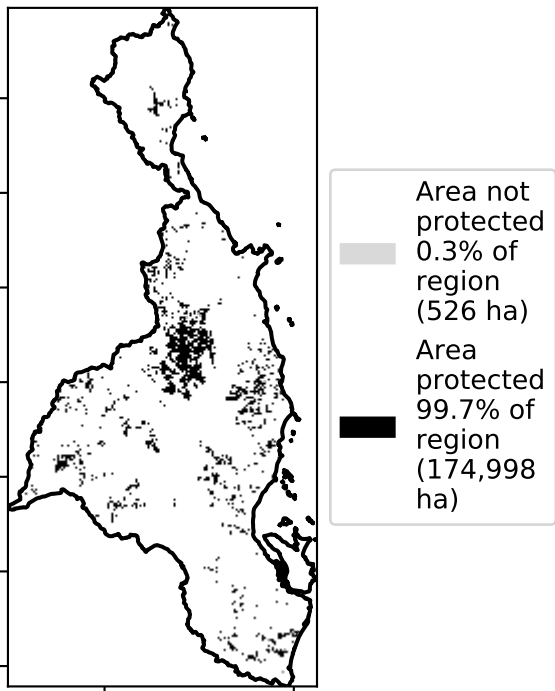 Area not
protected
0.3% of
region
(526 ha)
Area
protected
99.7% of
region
(174,998
ha)